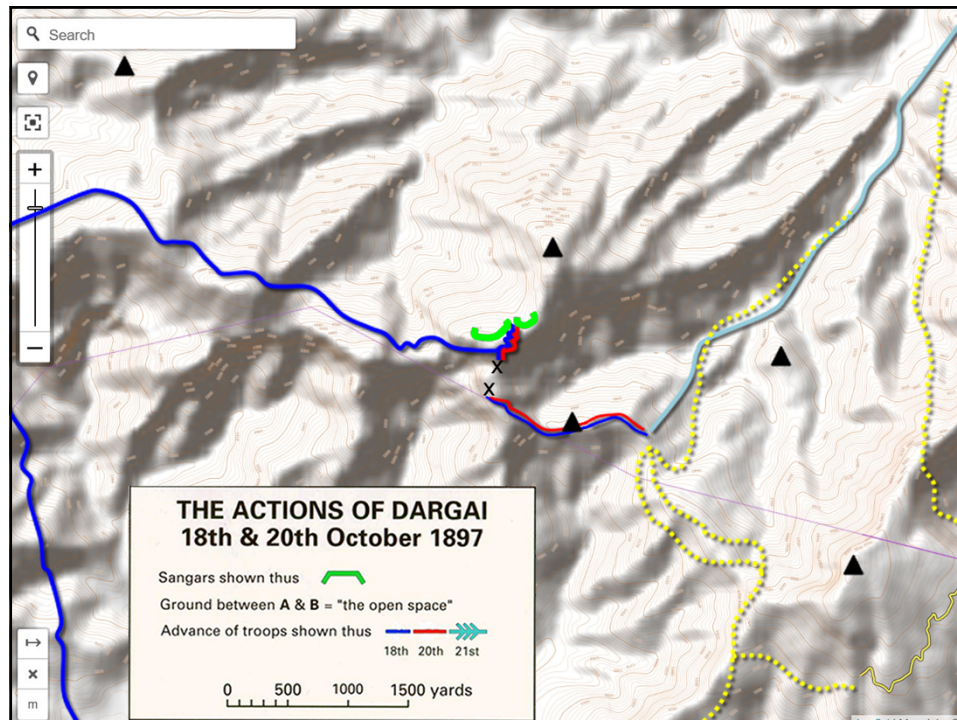 Search
x
x
THE ACTIONS OF DARGAI
18th & 20th October 1897
Sangars shown thus
Ground between A & B = "the open space"
Advance of troops shown thus
18th 20th 21st
0 500 1000 1500 yards
m